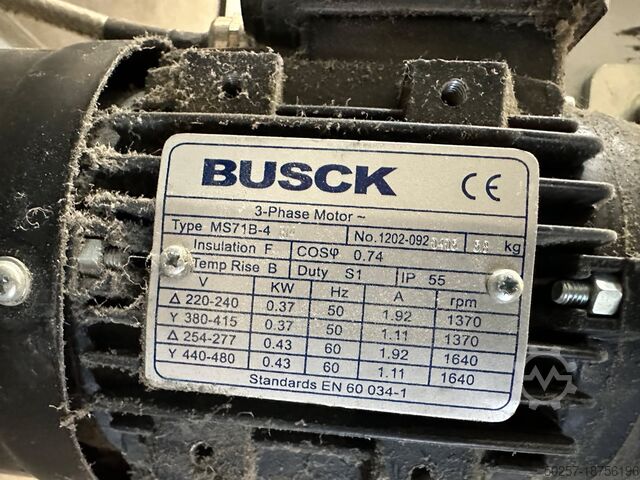 BUSCK
CE
3-Phase Motor ~
Type MS71B-4 No. 1202-092 kg
Insulation F COSφ 0.74
Temp Rise B Duty S1 IP 55
V KW Hz A rpm
Δ 220-240 0.37 50 1.92 1370
Y 380-415 0.37 50 1.11 1370
Δ 254-277 0.43 60 1.92 1640
Y 440-480 0.43 60 1.11 1640
Standards EN 60 034-1
50257-18756196